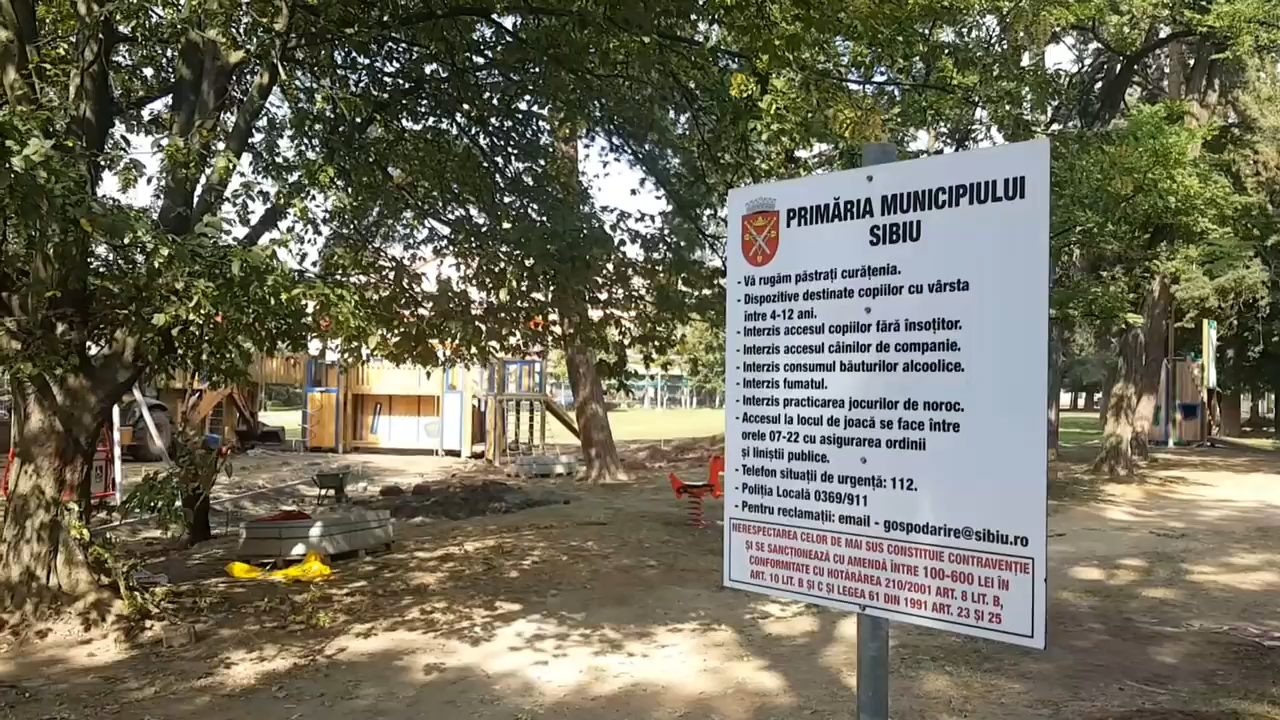 PRIMĂRIA MUNICIPIULUI
SIBIU
- Vă rugăm păstrați curățenia.
- Dispozitive destinate copiilor cu vârsta
între 4-12 ani.
- Interzis accesul copiilor fără însoțitor.
- Interzis accesul câinilor de companie.
- Interzis consumul băuturilor alcoolice.
- Interzis fumatul.
- Interzis practicarea jocurilor de noroc.
- Accesul la locul de joacă se face între
orele 07-22 cu asigurarea ordinii
și liniștii publice.
- Telefon situații de urgență: 112.
- Poliția Locală 0369/911
- Pentru reclamații: email - gospodarire@sibiu.ro
NERESPECTAREA CELOR DE MAI SUS CONSTITUIE CONTRAVENȚIE
ȘI SE SANCȚIONEAZĂ CU AMENDĂ ÎNTRE 100-600 LEI ÎN
CONFORMITATE CU HOTĂRÂREA 210/2001 ART. 8 LIT. B,
ART. 10 LIT. B ȘI C ȘI LEGEA 61 DIN 1991 ART. 23 ȘI 25